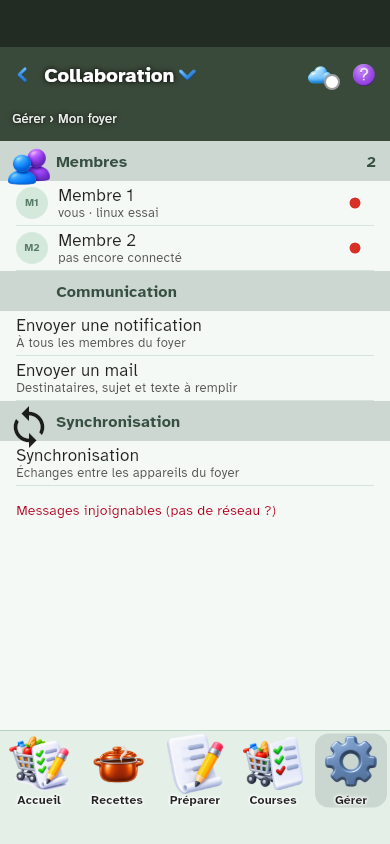 Collaboration
?
Gérer › Mon foyer
Membres 2
M1
Membre 1
vous · linux essai
M2
Membre 2
pas encore connecté
Communication
Envoyer une notification
À tous les membres du foyer
Envoyer un mail
Destinataires, sujet et texte à remplir
Synchronisation
Synchronisation
Échanges entre les appareils du foyer
Messages injoignables (pas de réseau ?)
Accueil Recettes Préparer Courses Gérer